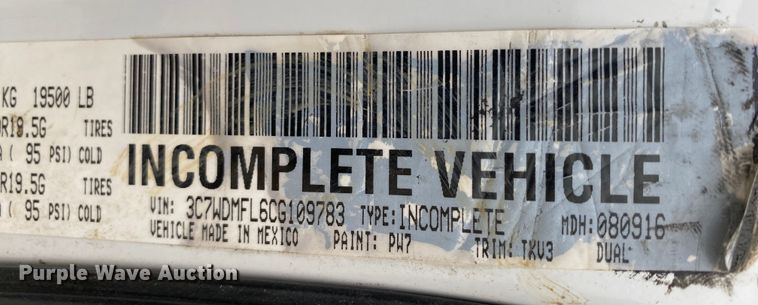 KG 19500 LB
R19.5G TIRES
( 95 PSI) COLD
R19.5G TIRES
( 95 PSI) COLD
INCOMPLETE VEHICLE
VIN: 3C7WDMFL6CG109783 TYPE: INCOMPLETE MDH: 080916
VEHICLE MADE IN MEXICO PAINT: PW7 TRIM: TXV3 DUAL
Purple Wave Auction